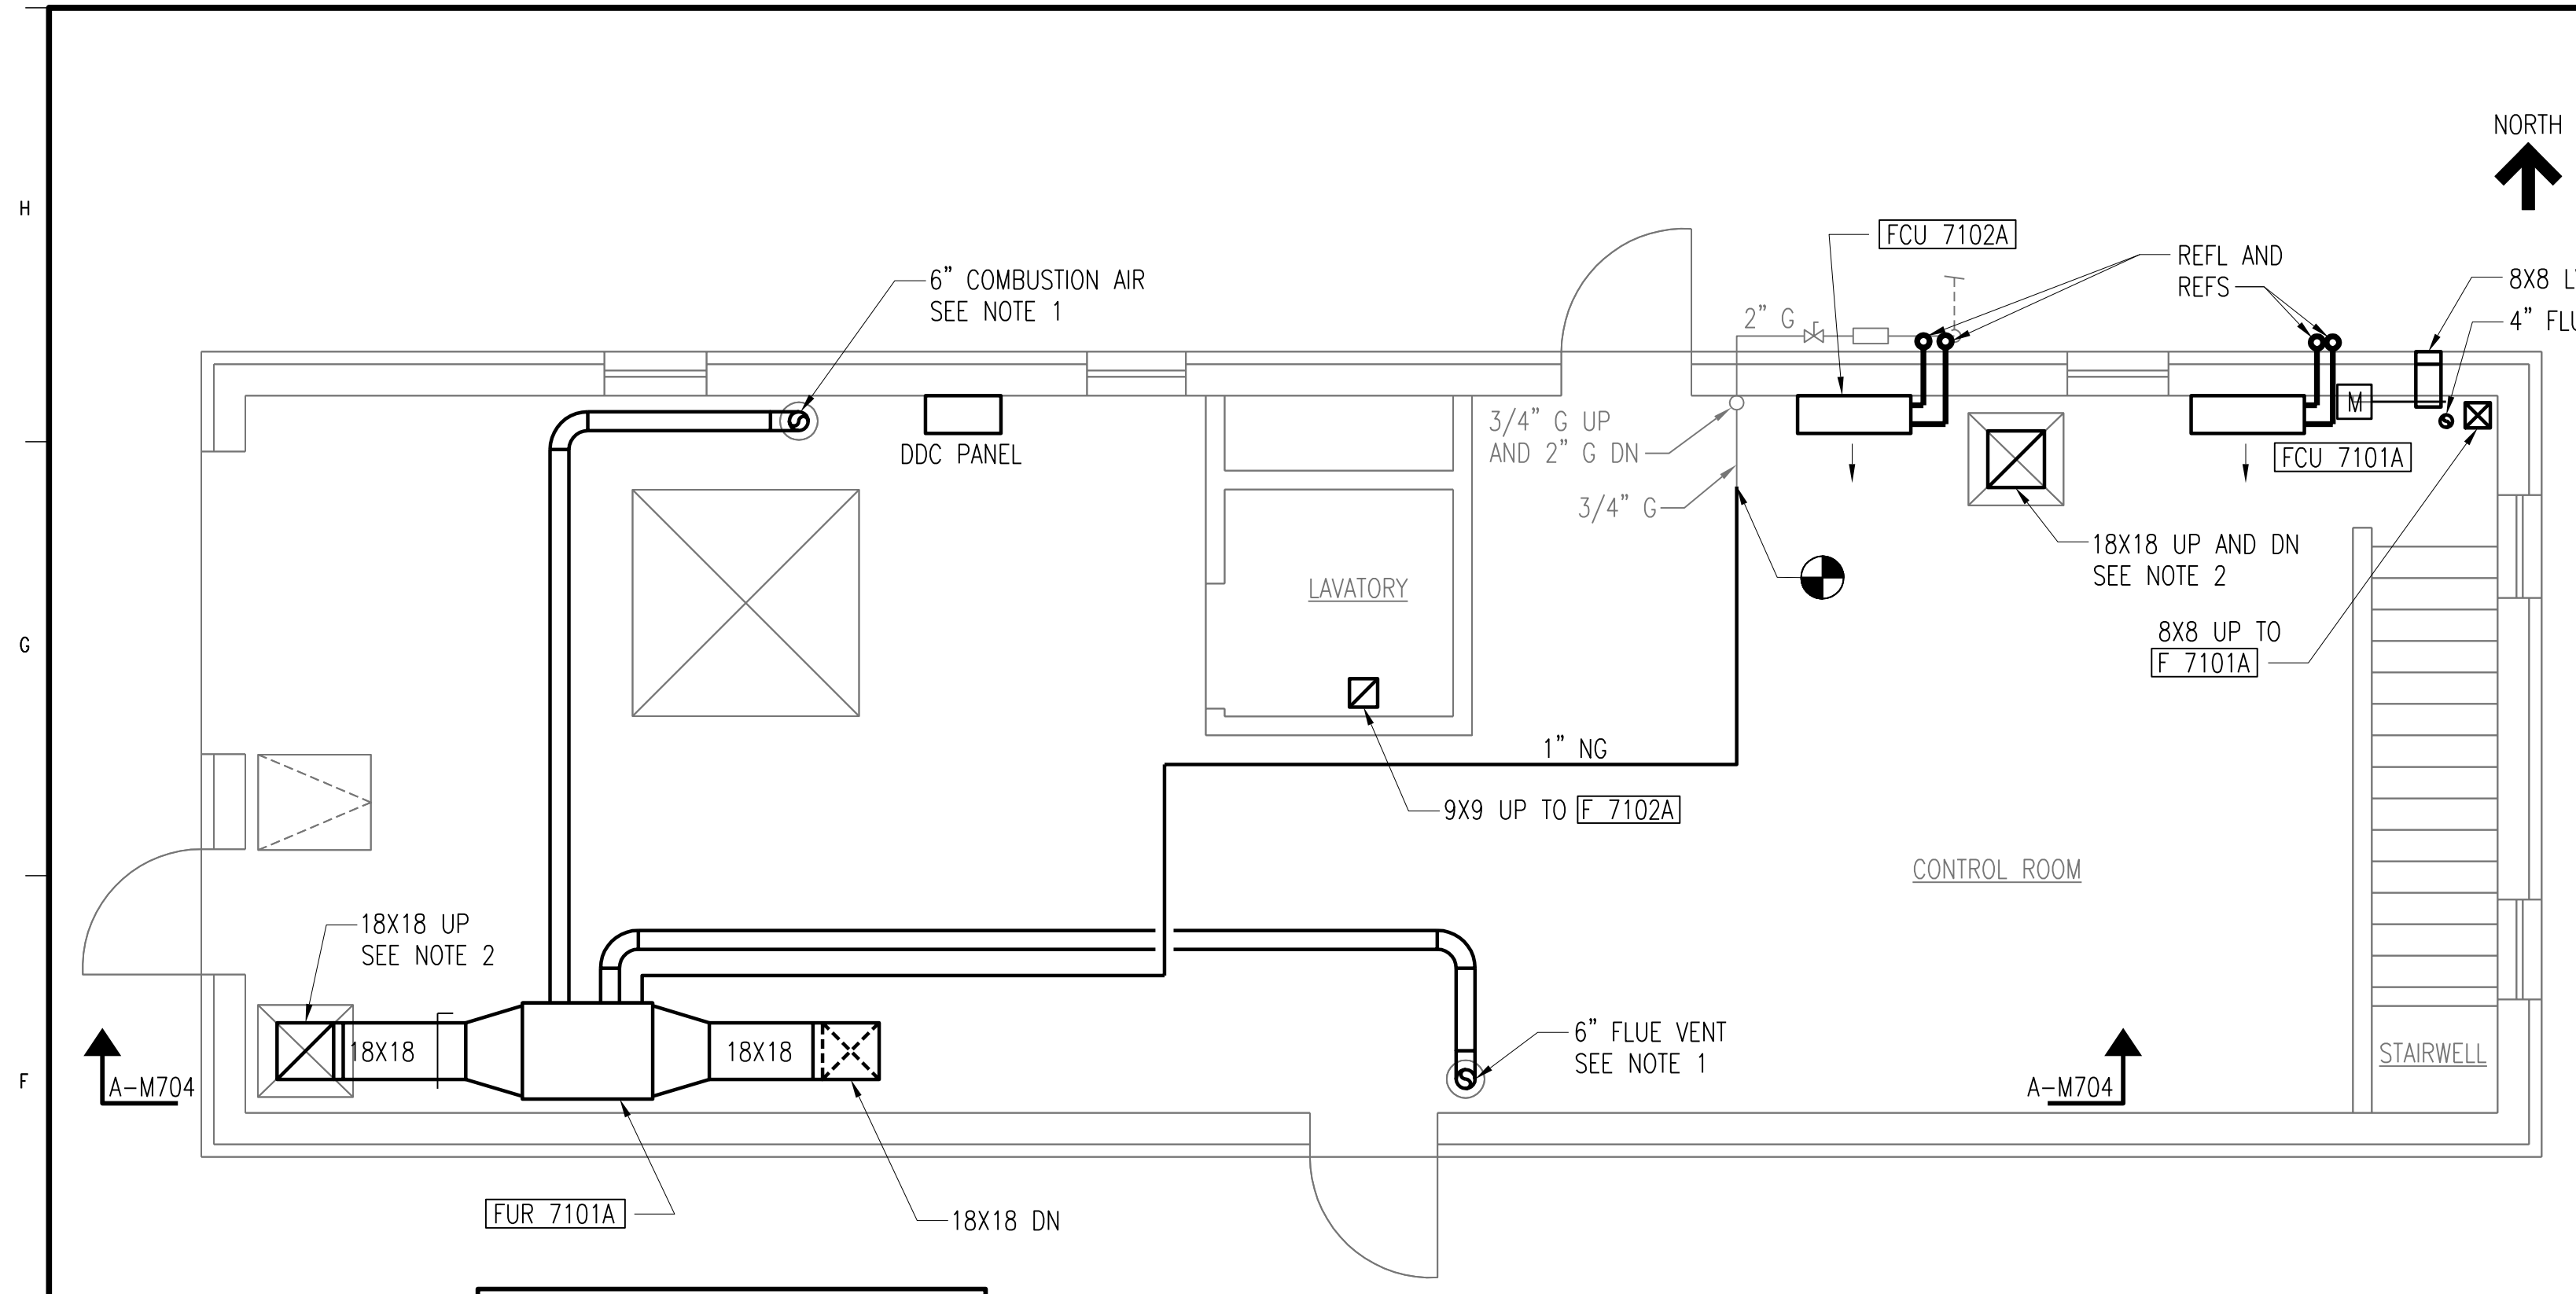 NORTH
H
FCU 7102A
REFL AND
REFS
6” COMBUSTION AIR
SEE NOTE 1
8X8
4”
2” G
3/4” G UP
AND 2” G DN
M
DDC PANEL
FCU 7101A
3/4” G
18X18 UP AND DN
SEE NOTE 2
LAVATORY
G
8X8 UP TO
F 7101A
1” NG
9X9 UP TO F 7102A
CONTROL ROOM
18X18 UP
SEE NOTE 2
6” FLUE VENT
SEE NOTE 1
18X18
18X18
STAIRWELL
F
A-M704
A-M704
FUR 7101A
18X18 DN